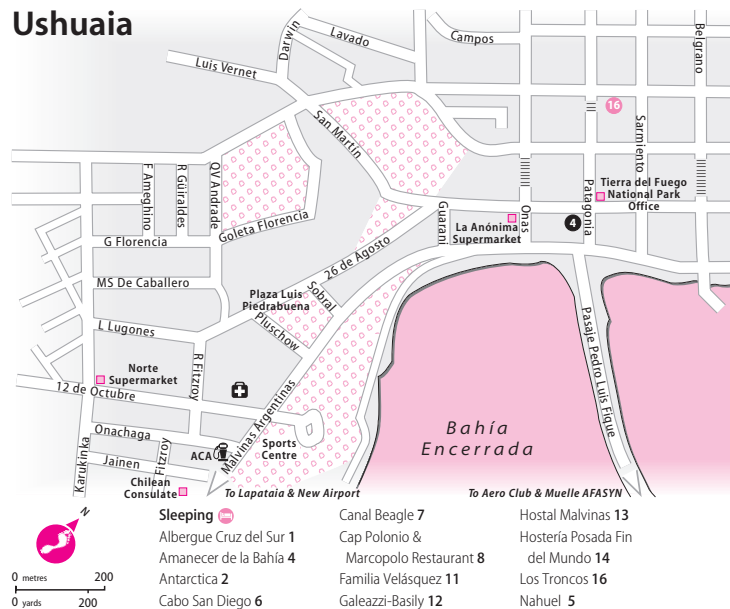 Ushuaia
Darwin
Lavado
Campos
Belgrano
Luis Vernet
16
San Martín
Sarmiento
F Ameghino
R Güiraldes
QV Andrade
Tierra del Fuego
National Park
Office
Patagonia
Goleta Florencia
Guarani
La Anónima
Supermarket
Onas
4
G Florencia
26 de Agosto
MS De Caballero
Plaza Luis
Piedrabuena
Sobral
Pluschow
L Lugones
Pasaje Pedro Luis Fique
R Fitzroy
Norte
Supermarket
12 de Octubre
Malvinas Argentinas
Bahía
Encerrada
Onachaga
Sports
Centre
Karukinka
Jainen
Fitzroy
ACA
Chilean
Consulate
To Lapataia & New Airport
To Aero Club & Muelle AFASYN
N
0 metres 200
0 yards 200
Sleeping
Albergue Cruz del Sur 1
Amanecer de la Bahía 4
Antarctica 2
Cabo San Diego 6
Canal Beagle 7
Cap Polonio &
Marcopolo Restaurant 8
Familia Velásquez 11
Galeazzi-Basily 12
Hostal Malvinas 13
Hostería Posada Fin
del Mundo 14
Los Troncos 16
Nahuel 5